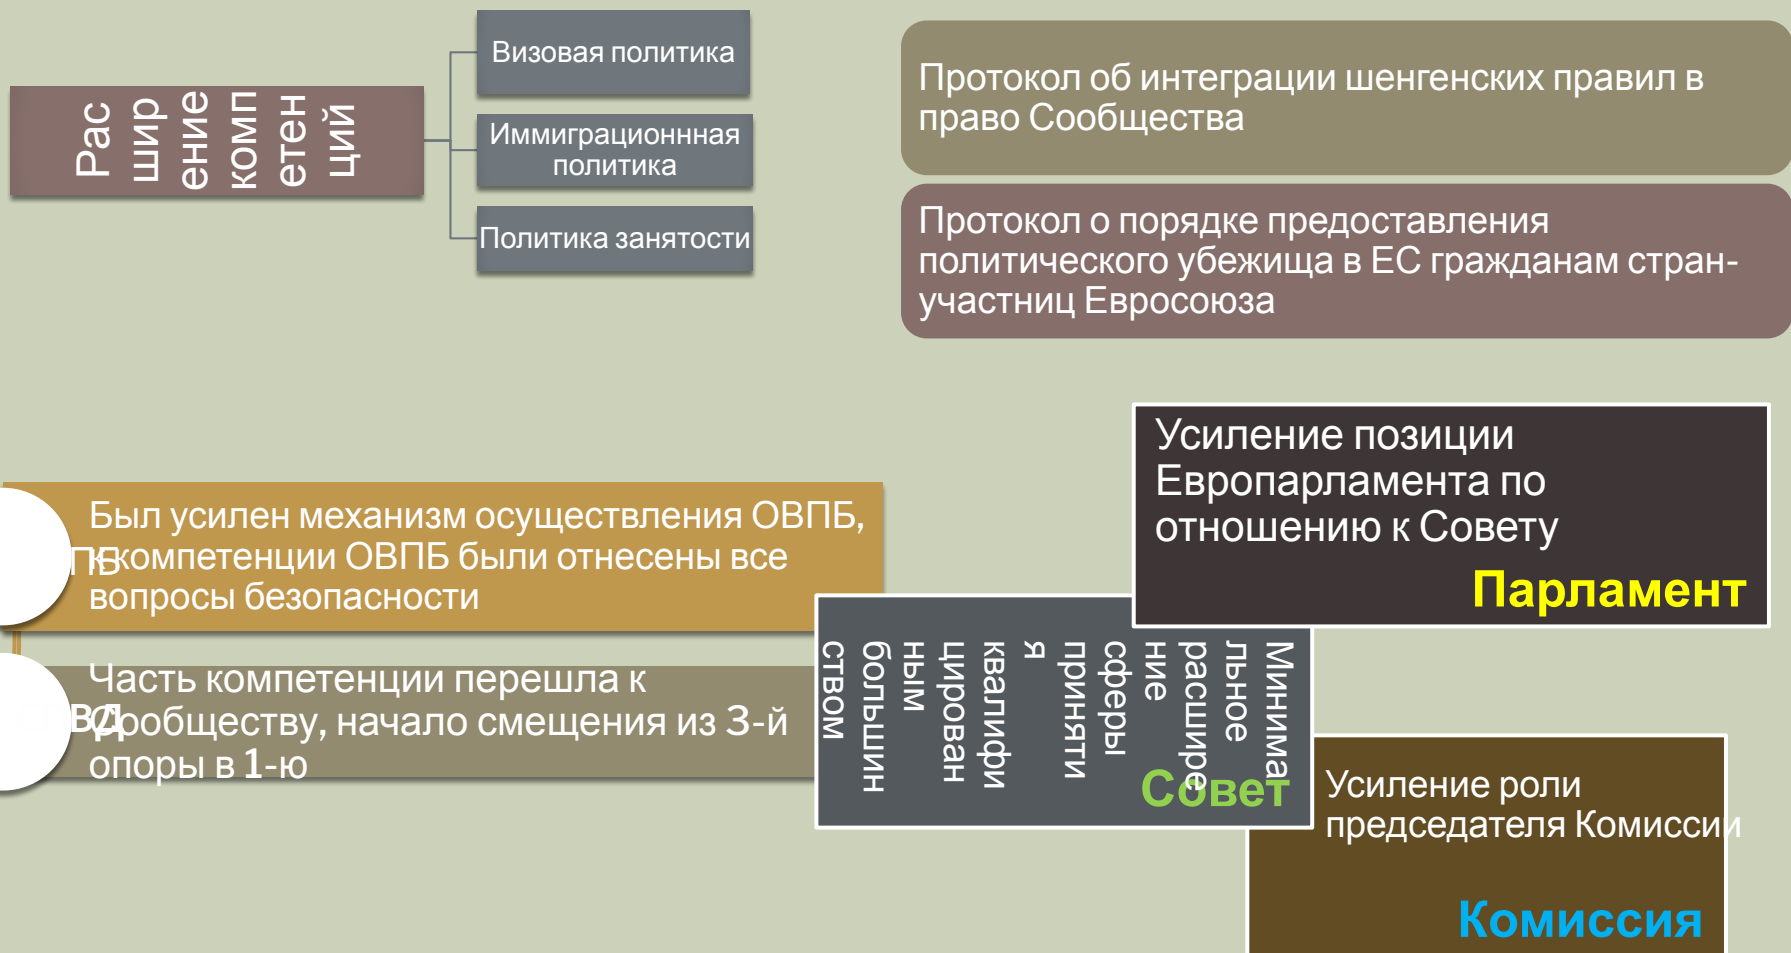 Рас
шир
ение
комп
етен
ций
Визовая политика
Иммиграционнная
политика
Политика занятости
Протокол об интеграции шенгенских правил в
право Сообщества
Протокол о порядке предоставления
политического убежища в ЕС гражданам стран-
участниц Евросоюза
Был усилен механизм осуществления ОВПБ,
к компетенции ОВПБ были отнесены все
вопросы безопасности
ПБ
Часть компетенции перешла к
Сообществу, начало смещения из 3-й
опоры в 1-ю
ВД
Усиление позиции
Европарламента по
отношению к Совету
Парламент
Минима
льное
расшире
ние
сферы
приняти
я
квалифи
цирован
ным
большин
ством
Совет
Усиление роли
председателя Комиссии
Комиссия